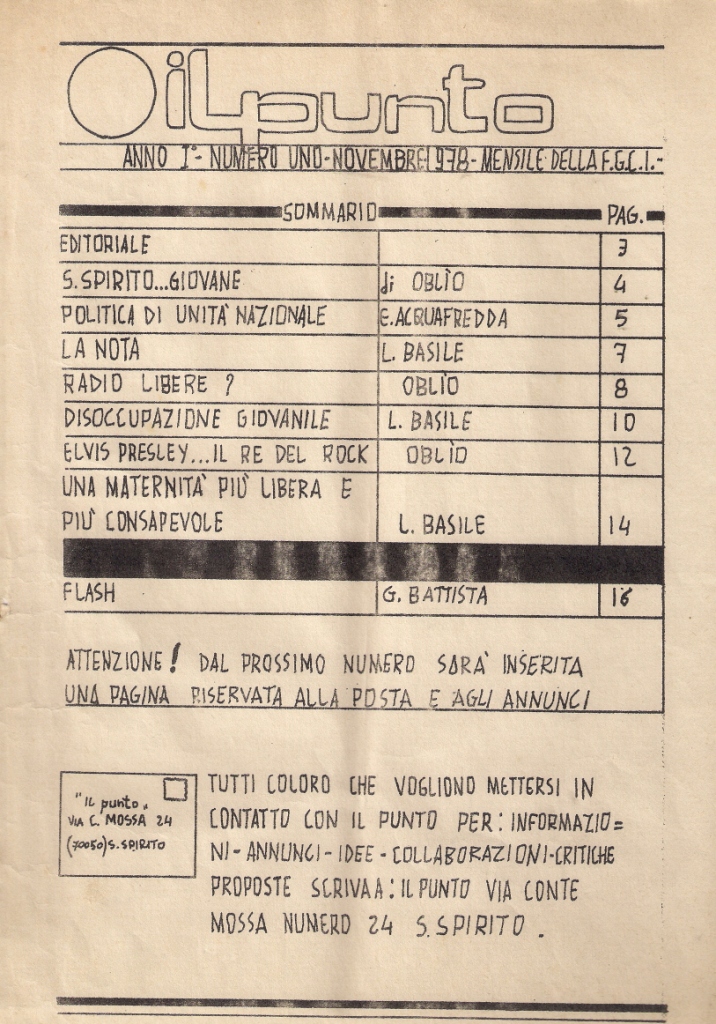 il punto
ANNO I°- NUMERO UNO-NOVEMBRE 1978- MENSILE DELLA F.G.C.I.-
SOMMARIO PAG.
EDITORIALE 3
S.SPIRITO...GIOVANE di OBLÌO 4
POLITICA DI UNITA' NAZIONALE E.ACQUAFREDDA 5
LA NOTA L. BASILE 7
RADIO LIBERE ? OBLÌO 8
DISOCCUPAZIONE GIOVANILE L. BASILE 10
ELVIS PRESLEY...IL RE DEL ROCK OBLÌO 12
UNA MATERNITA' PIU' LIBERA E
PIU' CONSAPEVOLE L. BASILE 14
FLASH G. BATTISTA 16
ATTENZIONE! DAL PROSSIMO NUMERO SARA' INSERITA
UNA PAGINA RISERVATA ALLA POSTA E AGLI ANNUNCI
"IL punto"
VIA C. MOSSA 24
(70050) S. SPIRITO
TUTTI COLORO CHE VOGLIONO METTERSI IN
CONTATTO CON IL PUNTO PER: INFORMAZIO=
NI-ANNUNCI-IDEE-COLLABORAZIONI-CRITICHE
PROPOSTE SCRIVA A: IL PUNTO VIA CONTE
MOSSA NUMERO 24 S.SPIRITO .